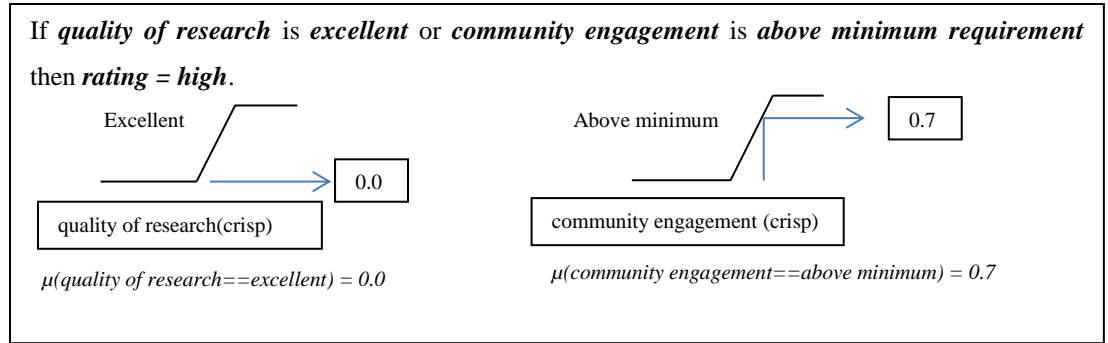 If quality of research is excellent or community engagement is above minimum requirement
then rating = high.
Excellent
0.0
quality of research(crisp)
μ(quality of research==excellent) = 0.0
Above minimum
0.7
community engagement (crisp)
μ(community engagement==above minimum) = 0.7